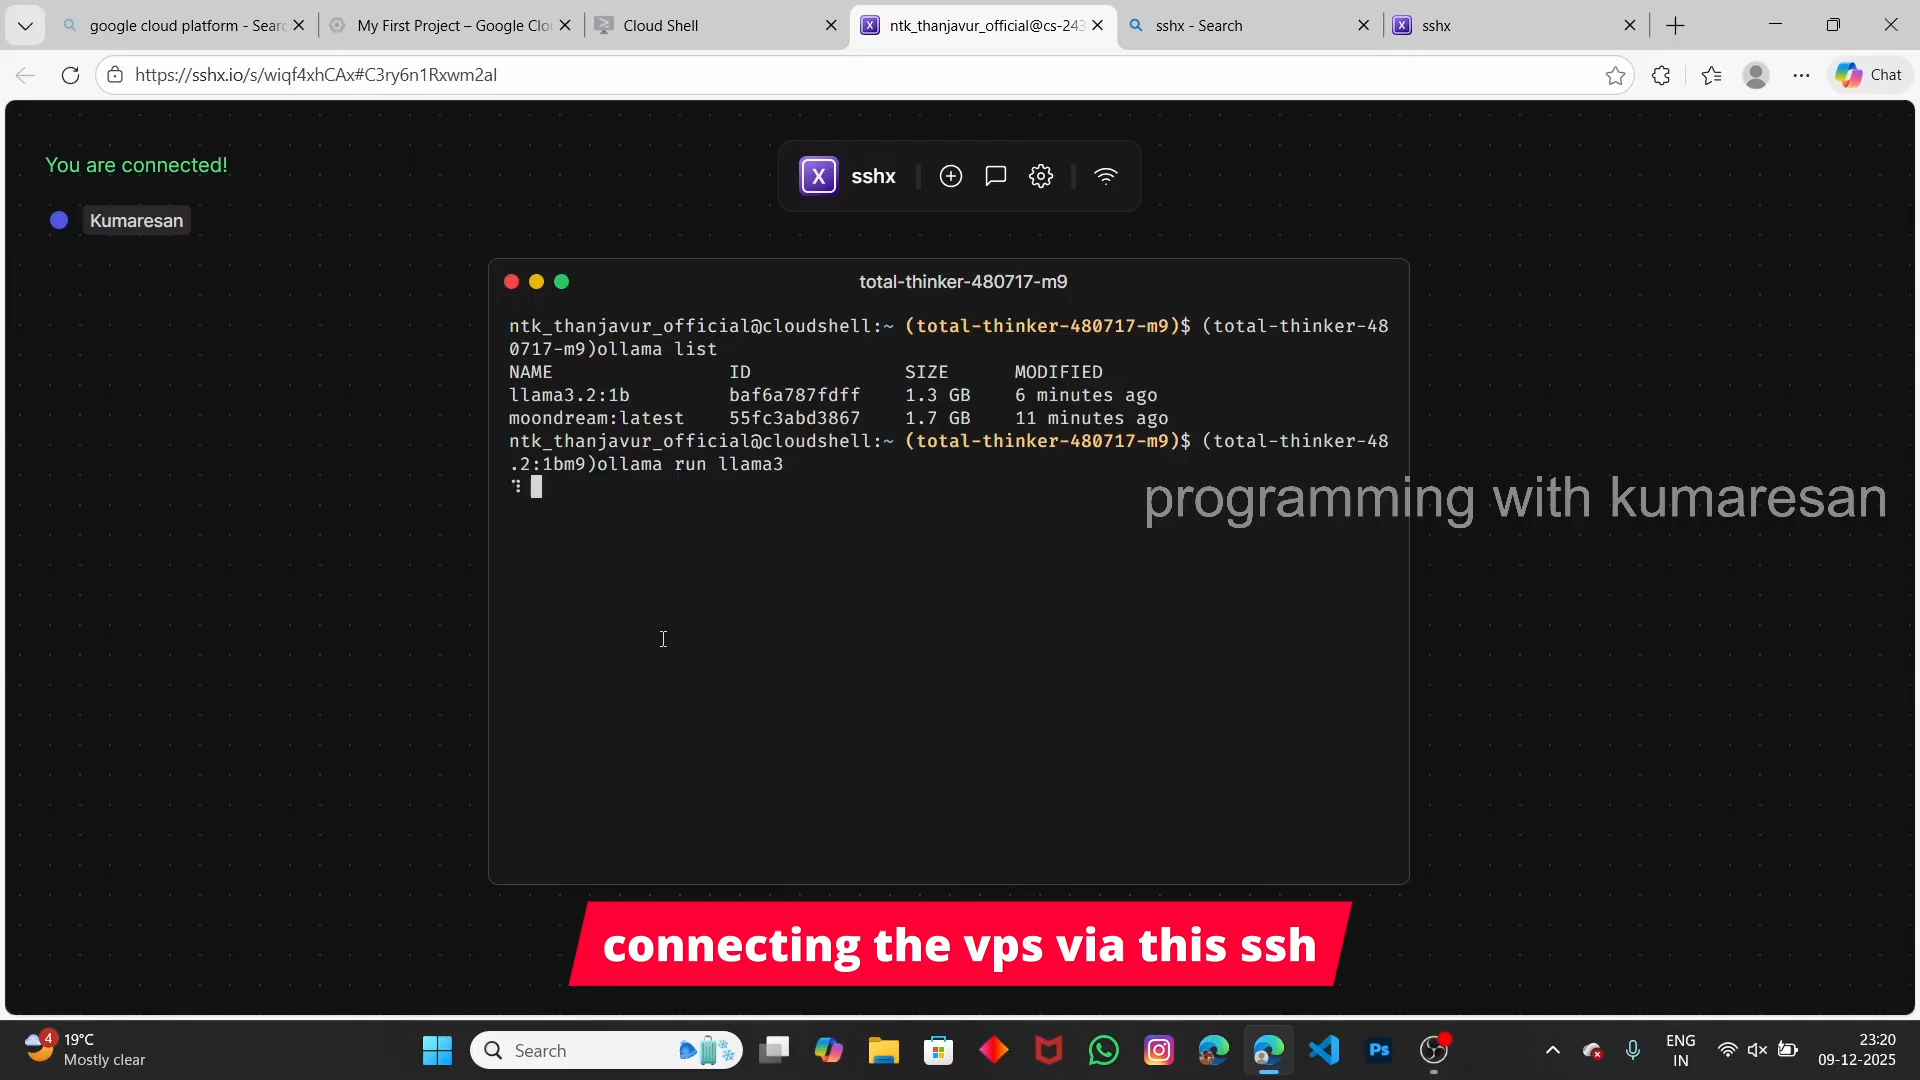 google cloud platform - Sear
My First Project – Google Clo
Cloud Shell
ntk_thanjavur_official@cs-243
sshx - Search
sshx
https://sshx.io/s/wiqf4xhCAx#C3ry6n1Rxwm2al
Chat
You are connected!
X sshx
Kumaresan
total-thinker-480717-m9
ntk_thanjavur_official@cloudshell:~ (total-thinker-480717-m9)$ (total-thinker-48
0717-m9)ollama list
NAME ID SIZE MODIFIED
llama3.2:1b baf6a787fdff 1.3 GB 6 minutes ago
moondream:latest 55fc3abd3867 1.7 GB 11 minutes ago
ntk_thanjavur_official@cloudshell:~ (total-thinker-480717-m9)$ (total-thinker-48
.2:1bm9)ollama run llama3
programming with kumaresan
connecting the vps via this ssh
4 19°C
Mostly clear
Search
Ps
ENG
IN
23:20
09-12-2025